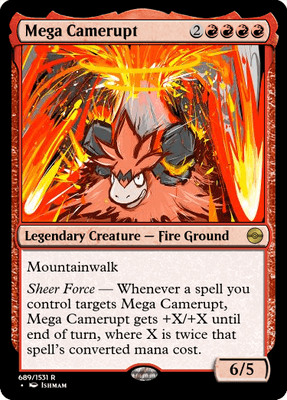 Mega Camerupt 2
Legendary Creature — Fire Ground
Mountainwalk
Sheer Force — Whenever a spell you
control targets Mega Camerupt,
Mega Camerupt gets +X/+X until
end of turn, where X is twice that
spell's converted mana cost.
6/5
689/1531 R
• Ishmam